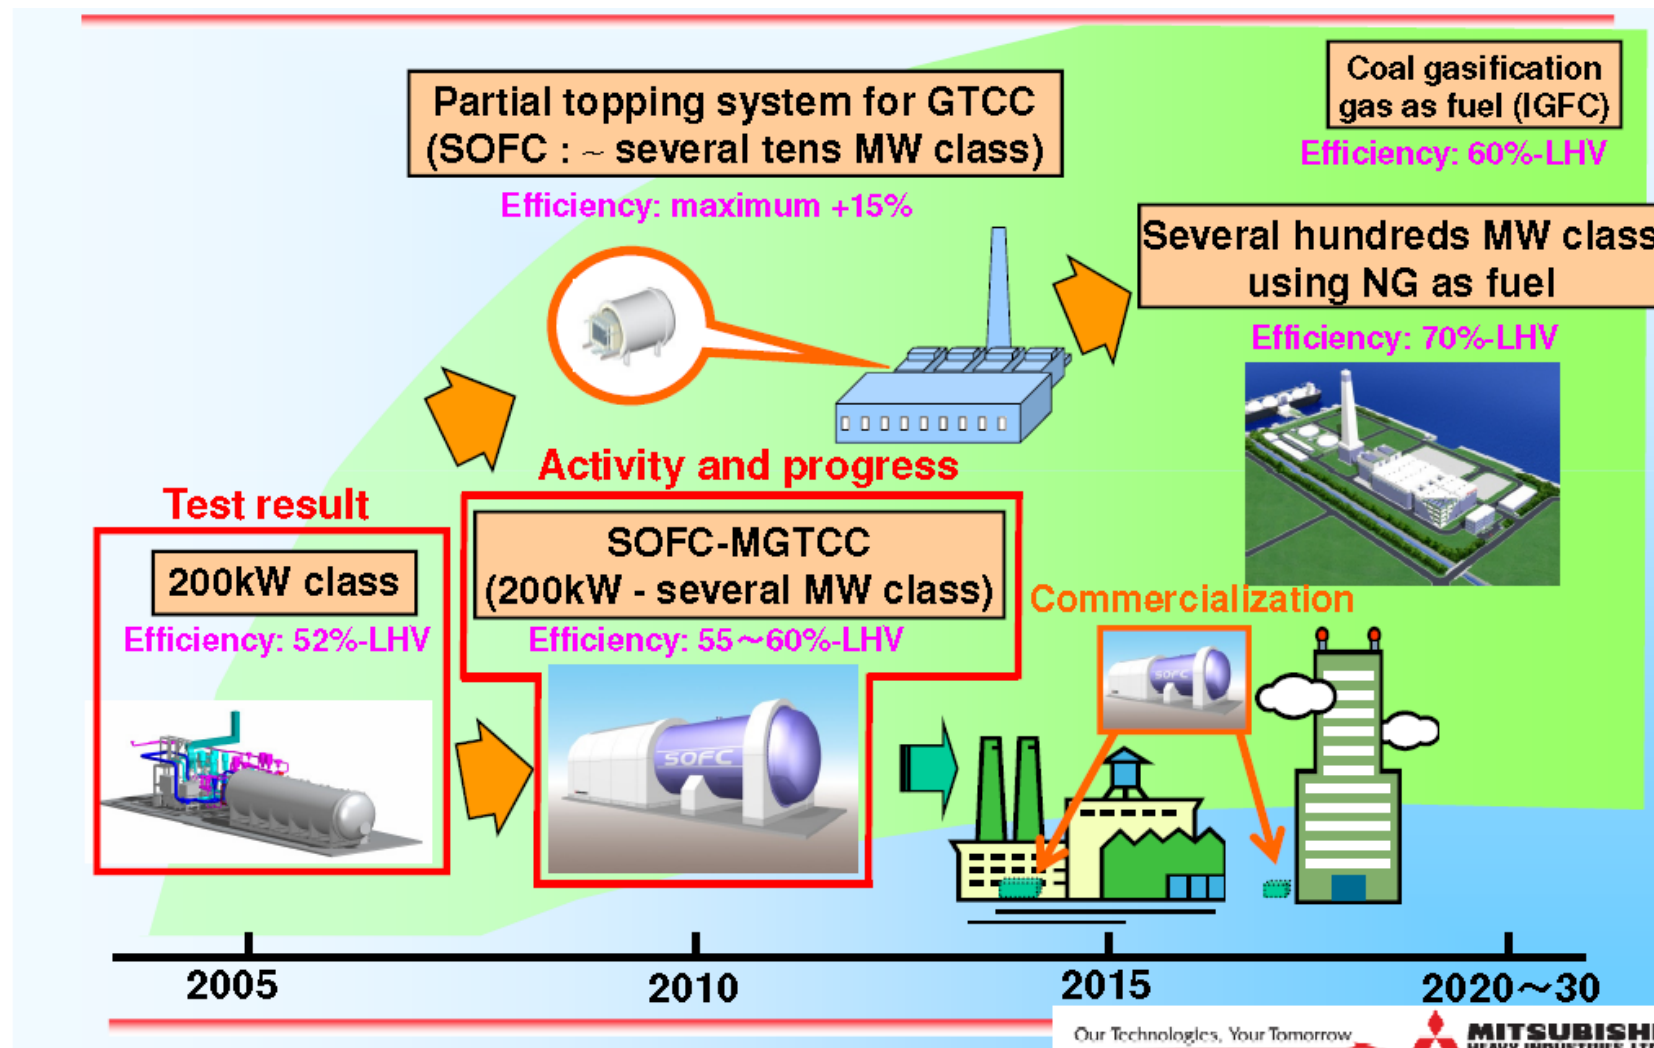 Coal gasification
gas as fuel (IGFC)
Efficiency: 60%-LHV
Partial topping system for GTCC
(SOFC : ~ several tens MW class)
Efficiency: maximum +15%
Several hundreds MW class
using NG as fuel
Efficiency: 70%-LHV
Activity and progress
Test result
200kW class
Efficiency: 52%-LHV
SOFC-MGTCC
(200kW - several MW class)
Efficiency: 55～60%-LHV
SOFC
Commercialization
SOFC
2005
2010
2015
2020～30
Our Technologies, Your Tomorrow
MITSUBISHI
HEAVY INDUSTRIES, LTD